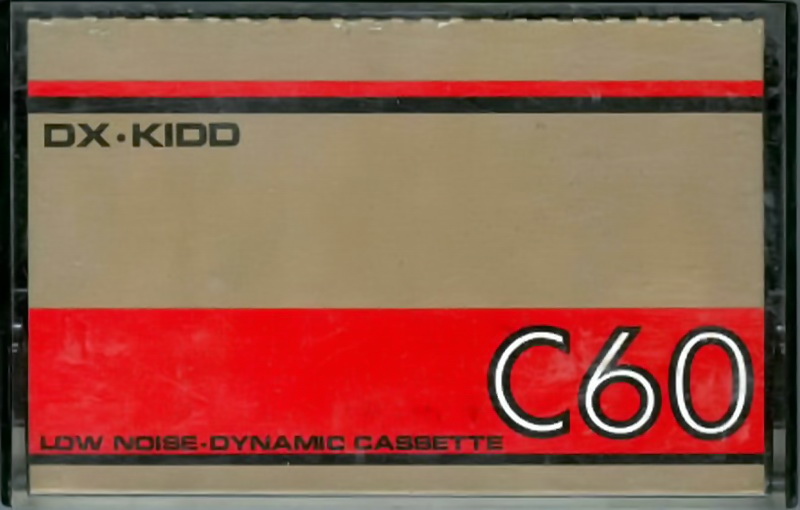 DX·KIDD
C60
LOW NOISE-DYNAMIC CASSETTE